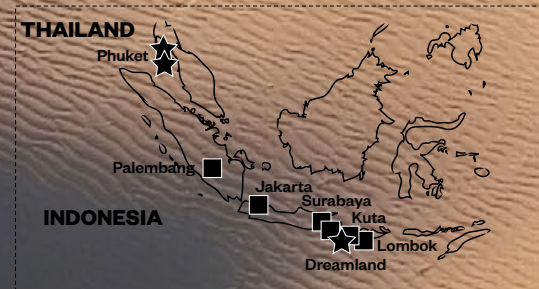 THAILAND
Phuket
Palembang
Jakarta
Surabaya
INDONESIA
Kuta
Lombok
Dreamland